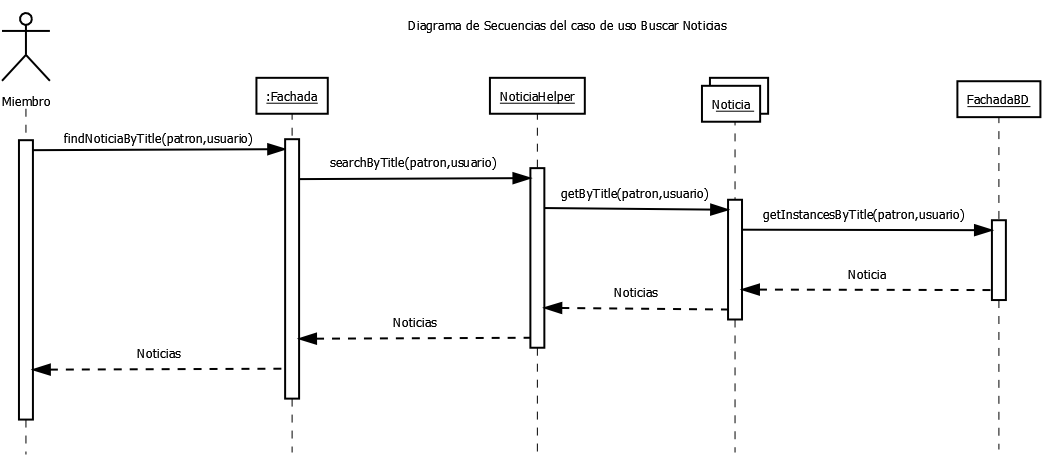 Diagrama de Secuencias del caso de uso Buscar Noticias
Miembro
:Fachada
NoticiaHelper
Noticia
FachadaBD
findNoticiaByTitle(patron,usuario)
searchByTitle(patron,usuario)
getByTitle(patron,usuario)
getInstancesByTitle(patron,usuario)
Noticia
Noticias
Noticias
Noticias